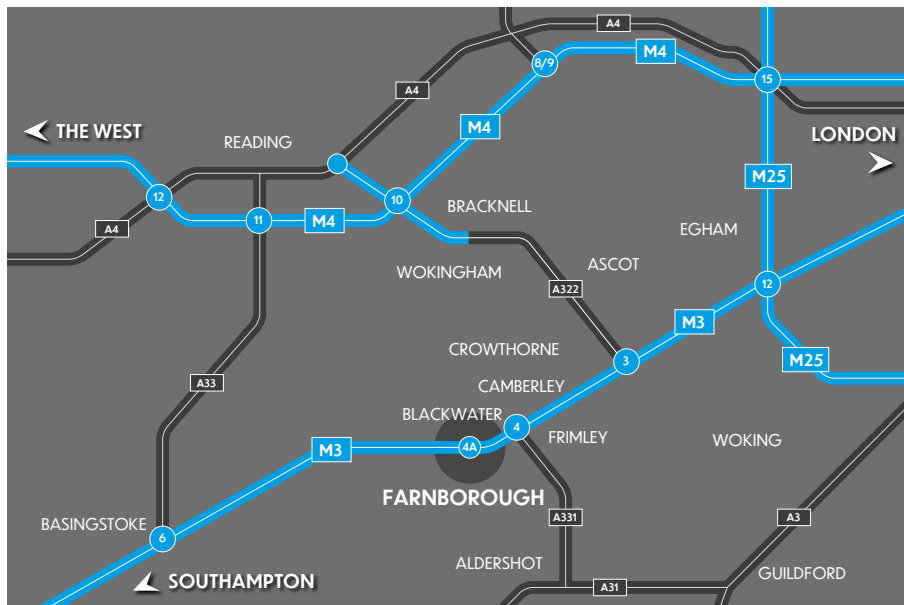 A4
8/9
M4
15
A4
THE WEST
M4
LONDON
READING
M25
12
10
BRACKNELL
11
M4
A4
EGHAM
WOKINGHAM
ASCOT
A322
12
M3
CROWTHORNE
3
M25
A33
CAMBERLEY
BLACKWATER
4
FRIMLEY
WOKING
M3
4A
FARNBOROUGH
A331
A3
BASINGSTOKE
6
ALDERSHOT
GUILDFORD
SOUTHAMPTON
A31